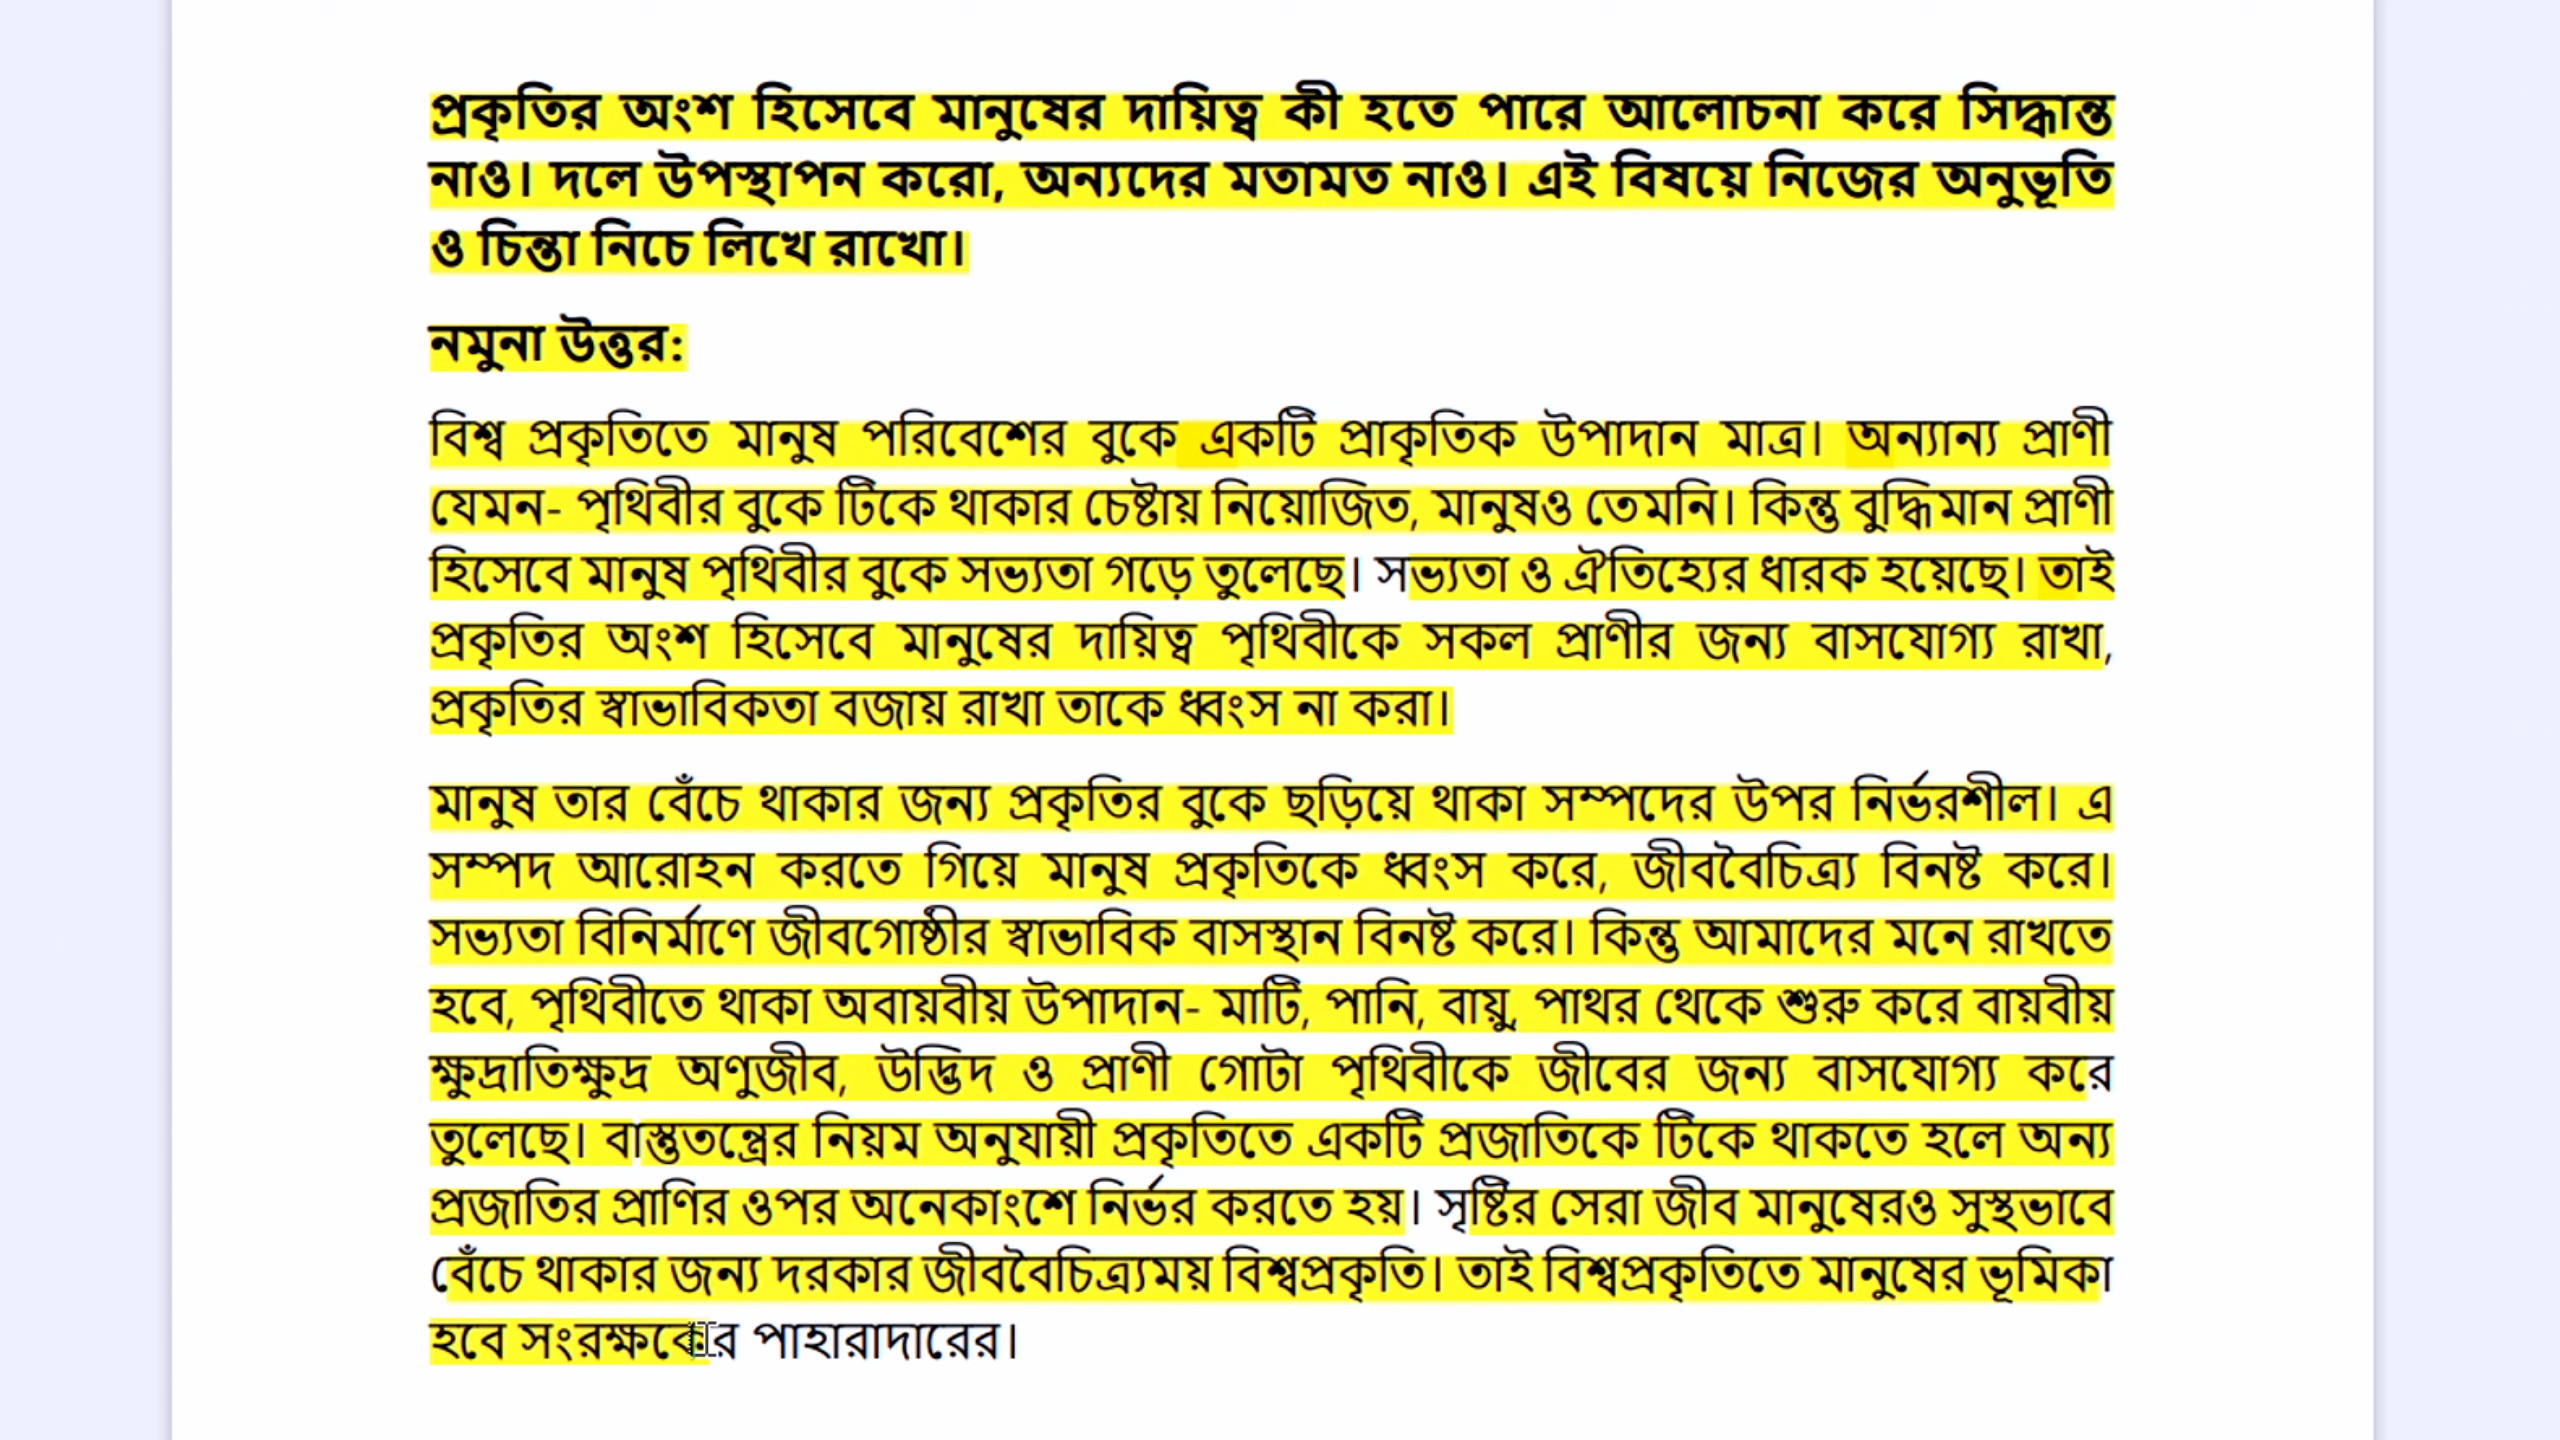 প্রকৃতির অংশ হিসেবে মানুষের দায়িত্ব কী হতে পারে আলোচনা করে সিদ্ধান্ত
নাও। দলে উপস্থাপন করো, অন্যদের মতামত নাও। এই বিষয়ে নিজের অনুভূতি
ও চিন্তা নিচে লিখে রাখো।
নমুনা উত্তর:
বিশ্ব প্রকৃতিতে মানুষ পরিবেশের বুকে একটি প্রাকৃতিক উপাদান মাত্র। অন্যান্য প্রাণী
যেমন- পৃথিবীর বুকে টিকে থাকার চেষ্টায় নিয়োজিত, মানুষও তেমনি। কিন্তু বুদ্ধিমান প্রাণী
হিসেবে মানুষ পৃথিবীর বুকে সভ্যতা গড়ে তুলেছে। সভ্যতা ও ঐতিহ্যের ধারক হয়েছে। তাই
প্রকৃতির অংশ হিসেবে মানুষের দায়িত্ব পৃথিবীকে সকল প্রাণীর জন্য বাসযোগ্য রাখা,
প্রকৃতির স্বাভাবিকতা বজায় রাখা তাকে ধ্বংস না করা।
মানুষ তার বেঁচে থাকার জন্য প্রকৃতির বুকে ছড়িয়ে থাকা সম্পদের উপর নির্ভরশীল। এ
সম্পদ আরোহন করতে গিয়ে মানুষ প্রকৃতিকে ধ্বংস করে, জীববৈচিত্র্য বিনষ্ট করে।
সভ্যতা বিনির্মাণে জীবগোষ্ঠীর স্বাভাবিক বাসস্থান বিনষ্ট করে। কিন্তু আমাদের মনে রাখতে
হবে, পৃথিবীতে থাকা অবায়বীয় উপাদান- মাটি, পানি, বায়ু, পাথর থেকে শুরু করে বায়বীয়
ক্ষুদ্রাতিক্ষুদ্র অণুজীব, উদ্ভিদ ও প্রাণী গোটা পৃথিবীকে জীবের জন্য বাসযোগ্য করে
তুলেছে। বাস্তুতন্ত্রের নিয়ম অনুযায়ী প্রকৃতিতে একটি প্রজাতিকে টিকে থাকতে হলে অন্য
প্রজাতির প্রাণির ওপর অনেকাংশে নির্ভর করতে হয়। সৃষ্টির সেরা জীব মানুষেরও সুস্থভাবে
বেঁচে থাকার জন্য দরকার জীববৈচিত্র্যময় বিশ্বপ্রকৃতি। তাই বিশ্বপ্রকৃতিতে মানুষের ভূমিকা
হবে সংরক্ষকের পাহারাদারের।